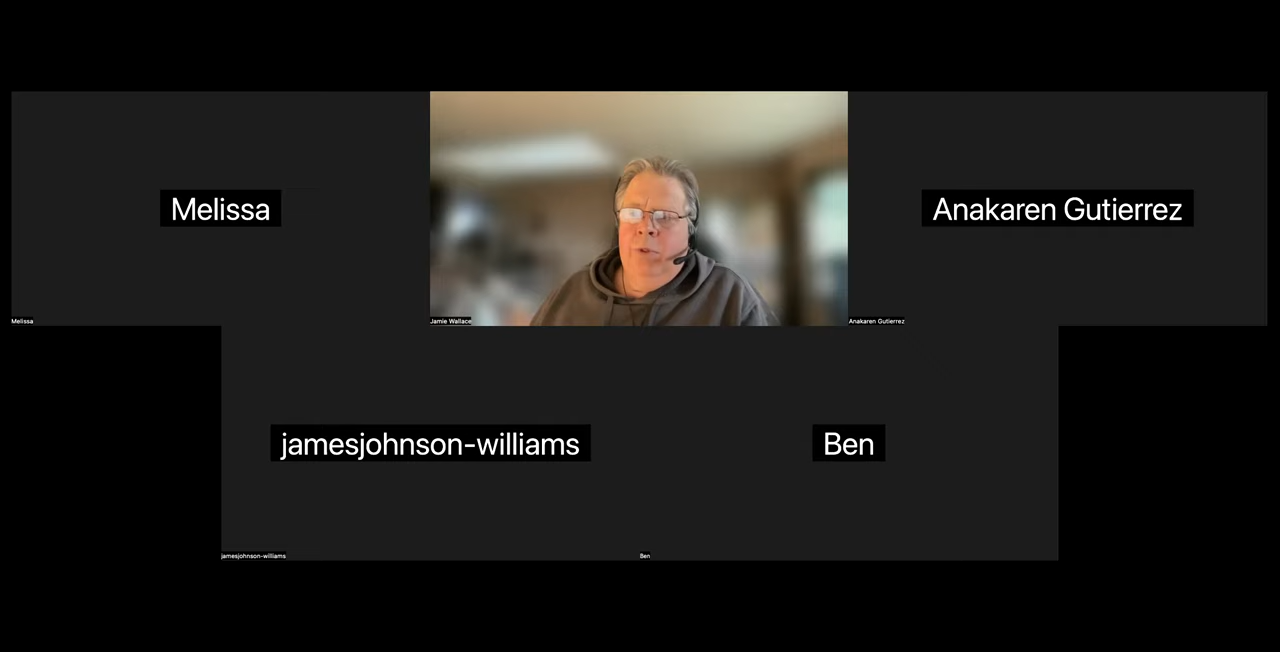 Melissa
Anakaren Gutierrez
Melissa
Jamie Wallace
Anakaren Gutierrez
jamesjohnson-williams
Ben
jamesjohnson-williams
Ben